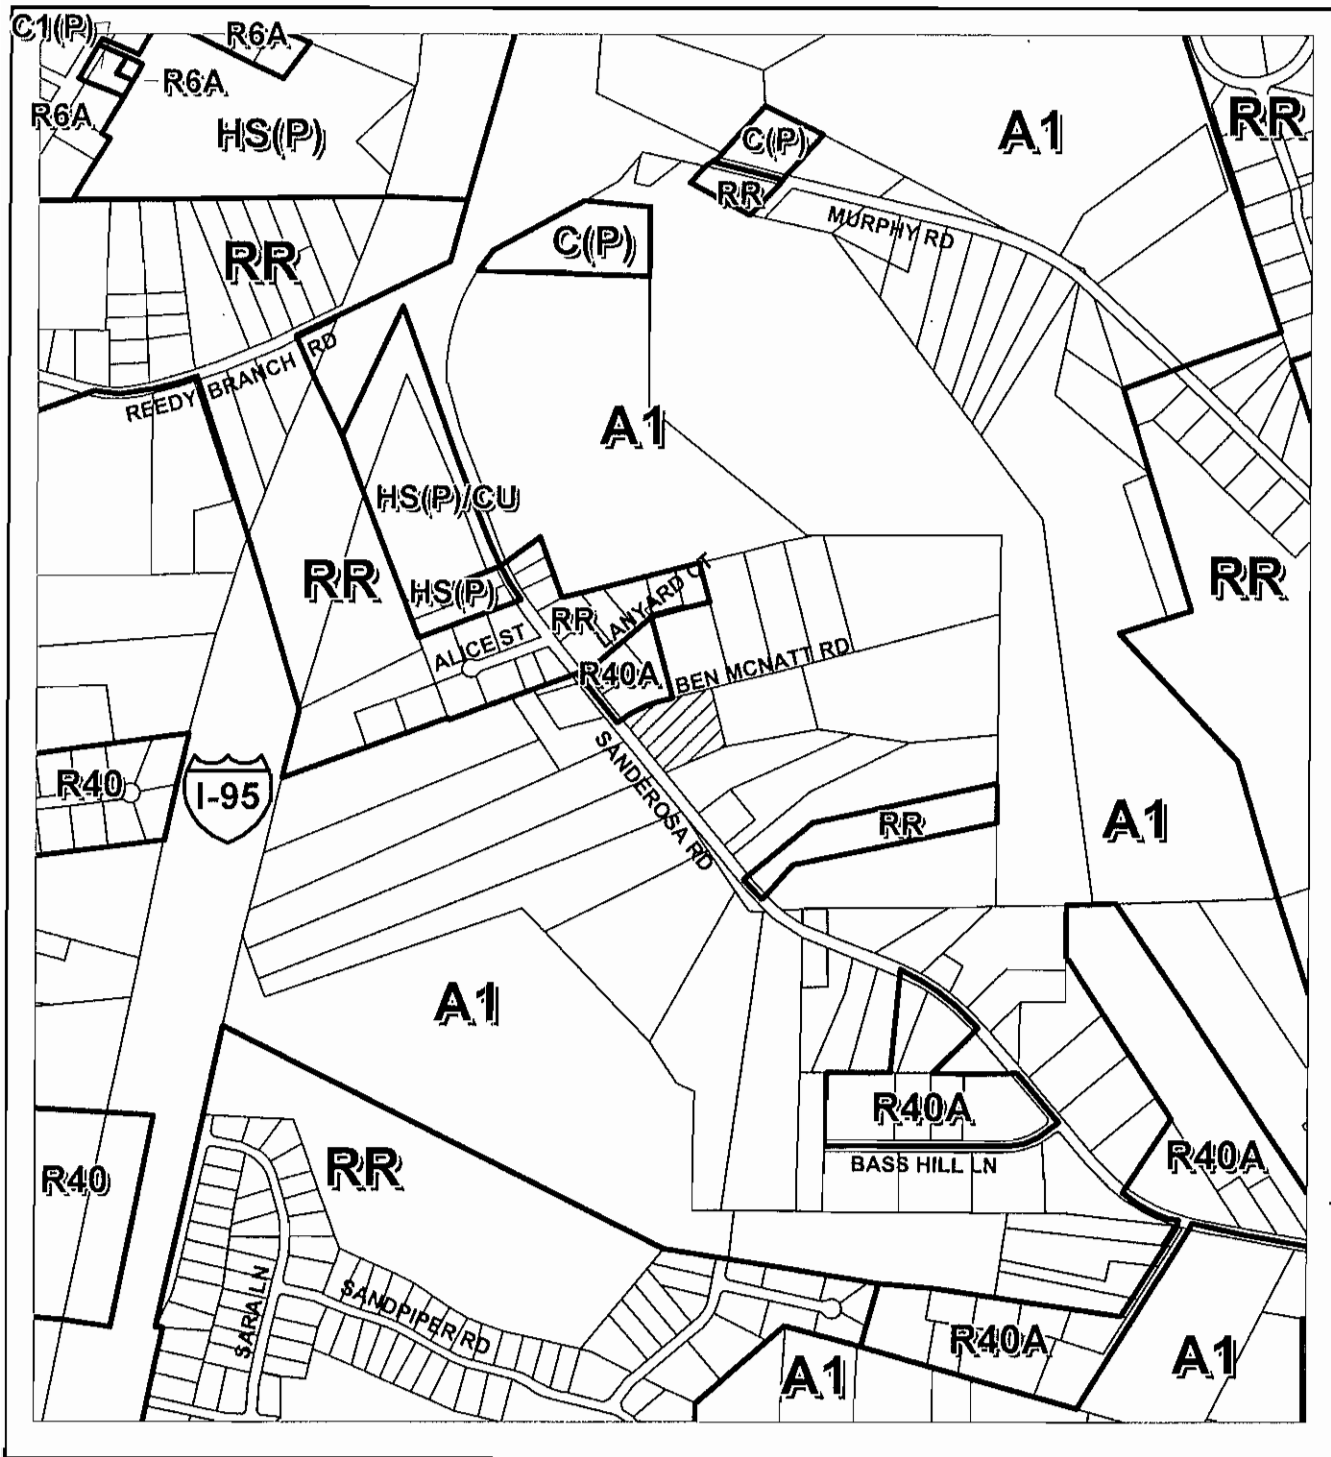 C1(P)
R6A
R6A
R6A
HS(P)
A1
RR
C(P)
RR
MURPHY RD
C(P)
RR
REEDY BRANCH RD
A1
HS(P)/CU
RR
HS(P)
RR
LANYARD CT
RR
ALICE ST
R40A
BEN MCNATT RD
SANDEROSA RD
R40
I-95
RR
A1
A1
R40A
BASS HILL LN
R40A
R40
RR
SARA LN
SANDPIPER RD
R40A
A1
A1